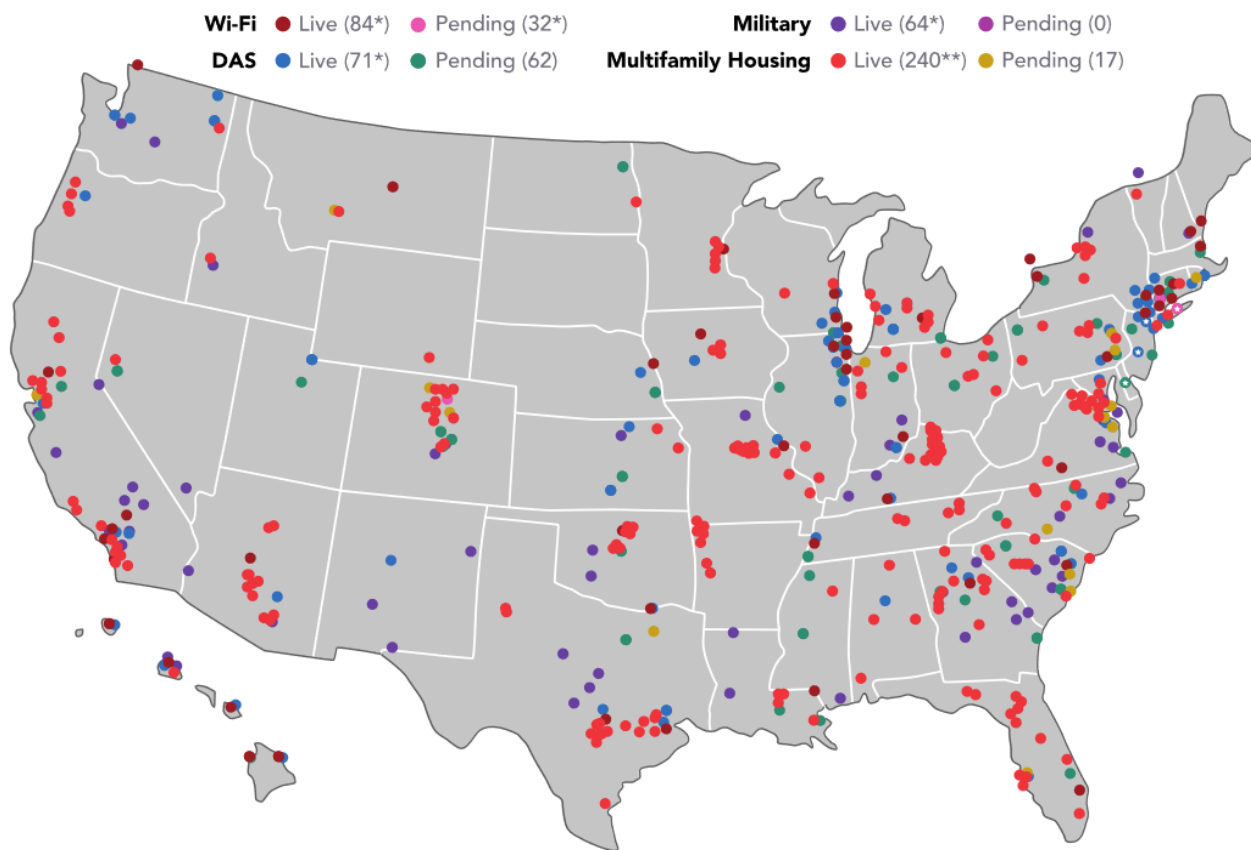 Wi-Fi Live (84*) Pending (32*) Military Live (64*) Pending (0)
DAS Live (71*) Pending (62) Multifamily Housing Live (240**) Pending (17)